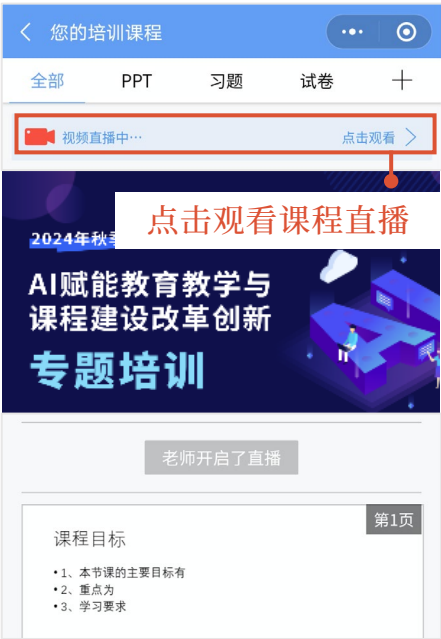 您的培训课程
全部 PPT 习题 试卷
视频直播中… 点击观看
点击观看课程直播
2024年秋
AI赋能教育教学与
课程建设改革创新
专题培训
老师开启了直播
第1页
课程目标
• 1、本节课的主要目标有
• 2、重点为
• 3、学习要求